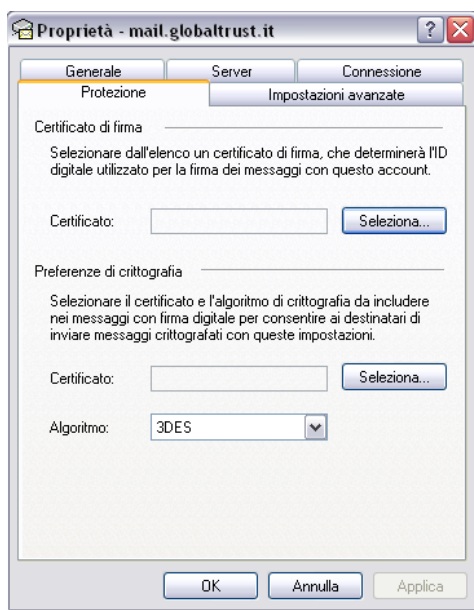 Proprietà - mail.globaltrust.it
Generale Server Connessione
Protezione Impostazioni avanzate
Certificato di firma
Selezionare dall'elenco un certificato di firma, che determinerà l'ID
digitale utilizzato per la firma dei messaggi con questo account.
Certificato: Seleziona...
Preferenze di crittografia
Selezionare il certificato e l'algoritmo di crittografia da includere
nei messaggi con firma digitale per consentire ai destinatari di
inviare messaggi crittografati con queste impostazioni.
Certificato: Seleziona...
Algoritmo: 3DES
OK Annulla Applica